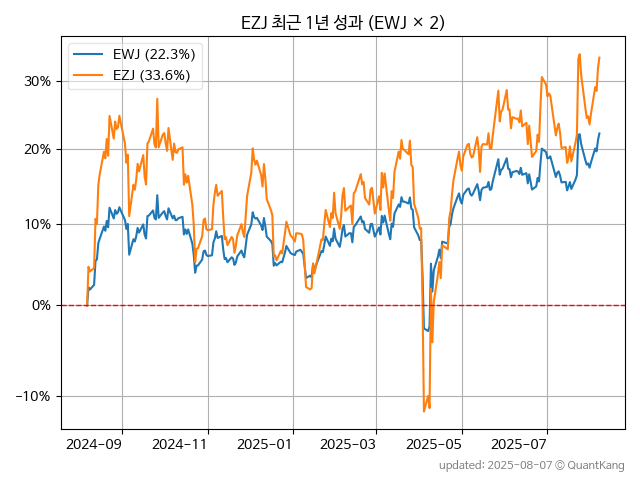 EZJ 최근 1년 성과 (EWJ × 2)
EWJ (22.3%)
EZJ (33.6%)
30%
20%
10%
0%
−10%
2024-09 2024-11 2025-01 2025-03 2025-05 2025-07
updated: 2025-08-07 © QuantKang